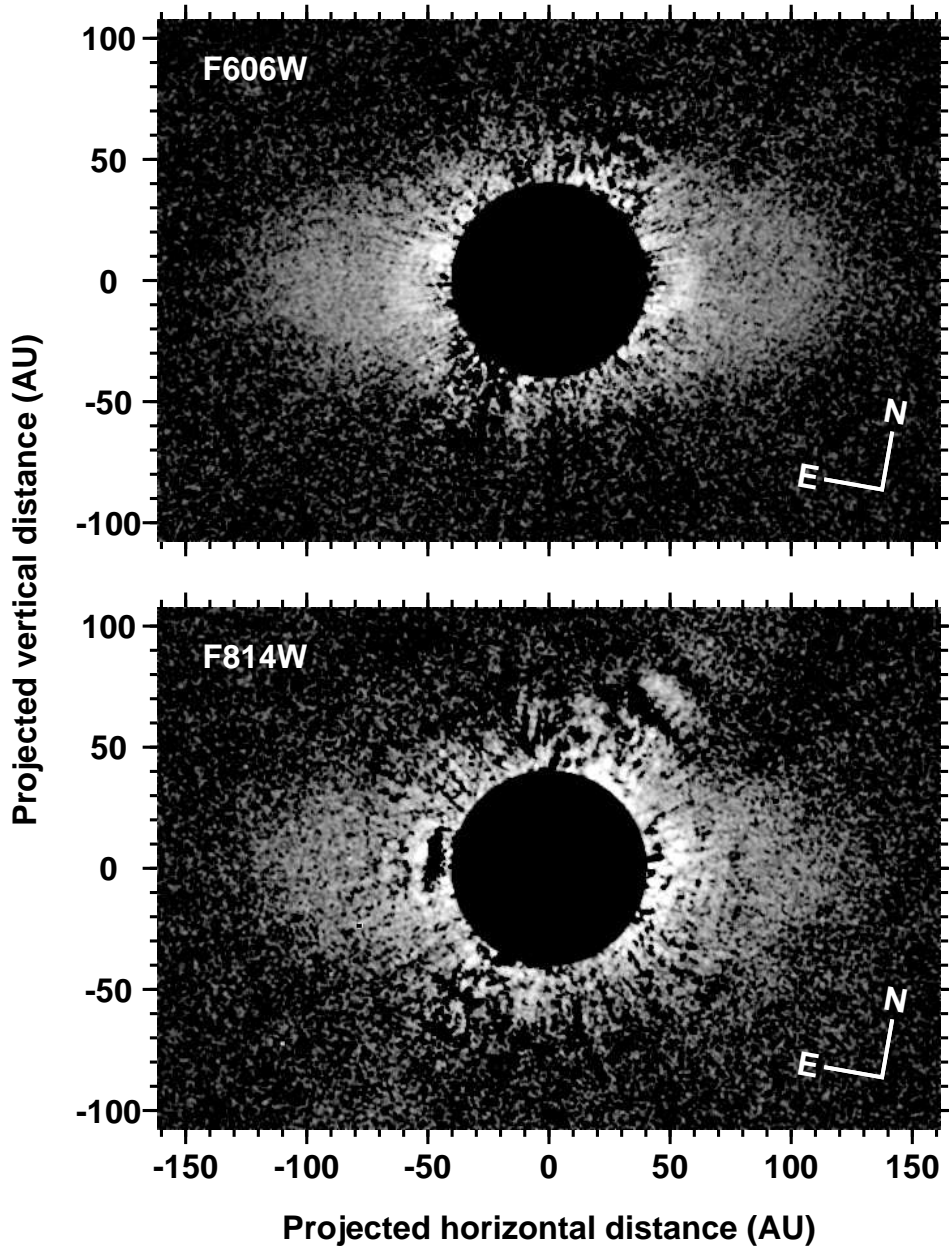 Projected vertical distance (AU)
100
50
0
-50
-100
F606W
N
E
100
50
0
-50
-100
F814W
N
E
-150 -100 -50 0 50 100 150
Projected horizontal distance (AU)